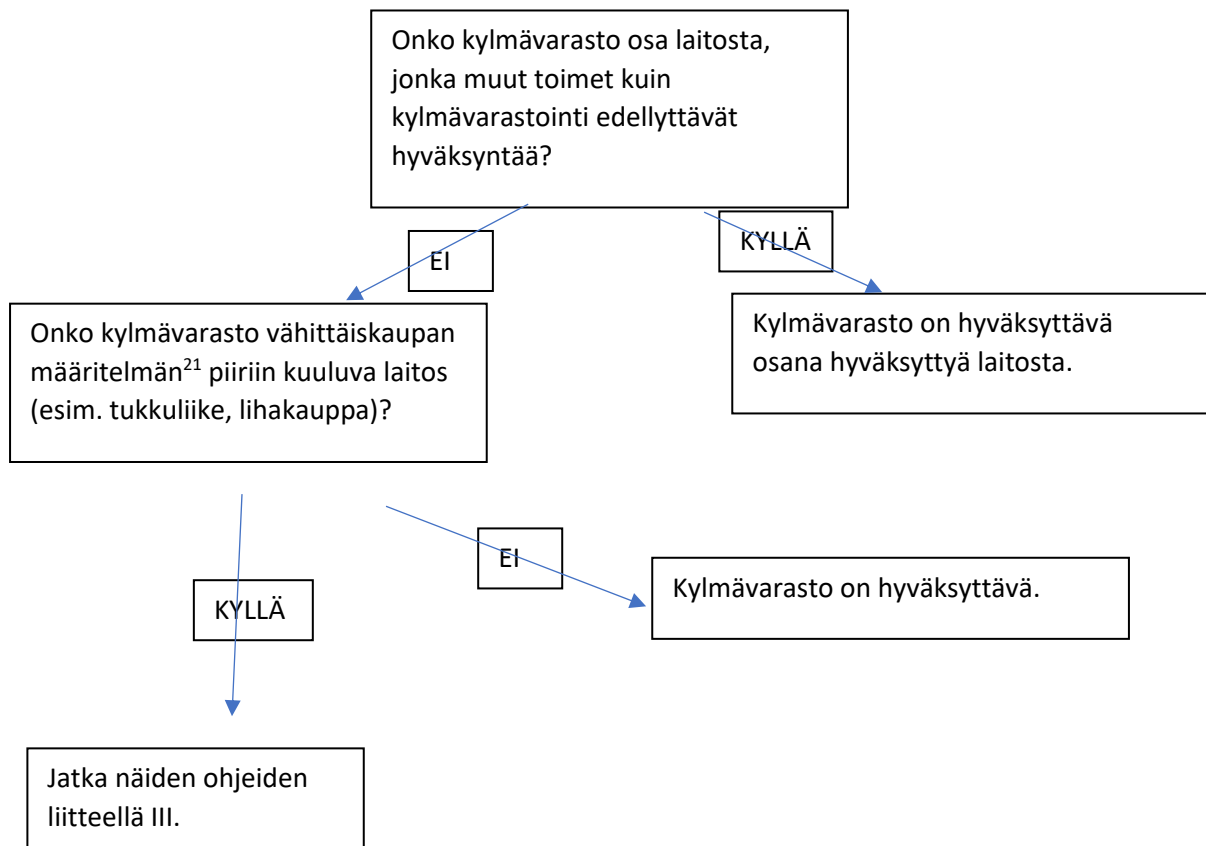 Onko kylmävarasto osa laitosta,
jonka muut toimet kuin
kylmävarastointi edellyttävät
hyväksyntää?
EI
KYLLÄ
Onko kylmävarasto vähittäiskaupan
määritelmän²¹ piiriin kuuluva laitos
(esim. tukkuliike, lihakauppa)?
Kylmävarasto on hyväksyttävä
osana hyväksyttyä laitosta.
KYLLÄ
EI
Kylmävarasto on hyväksyttävä.
Jatka näiden ohjeiden
liitteellä III.